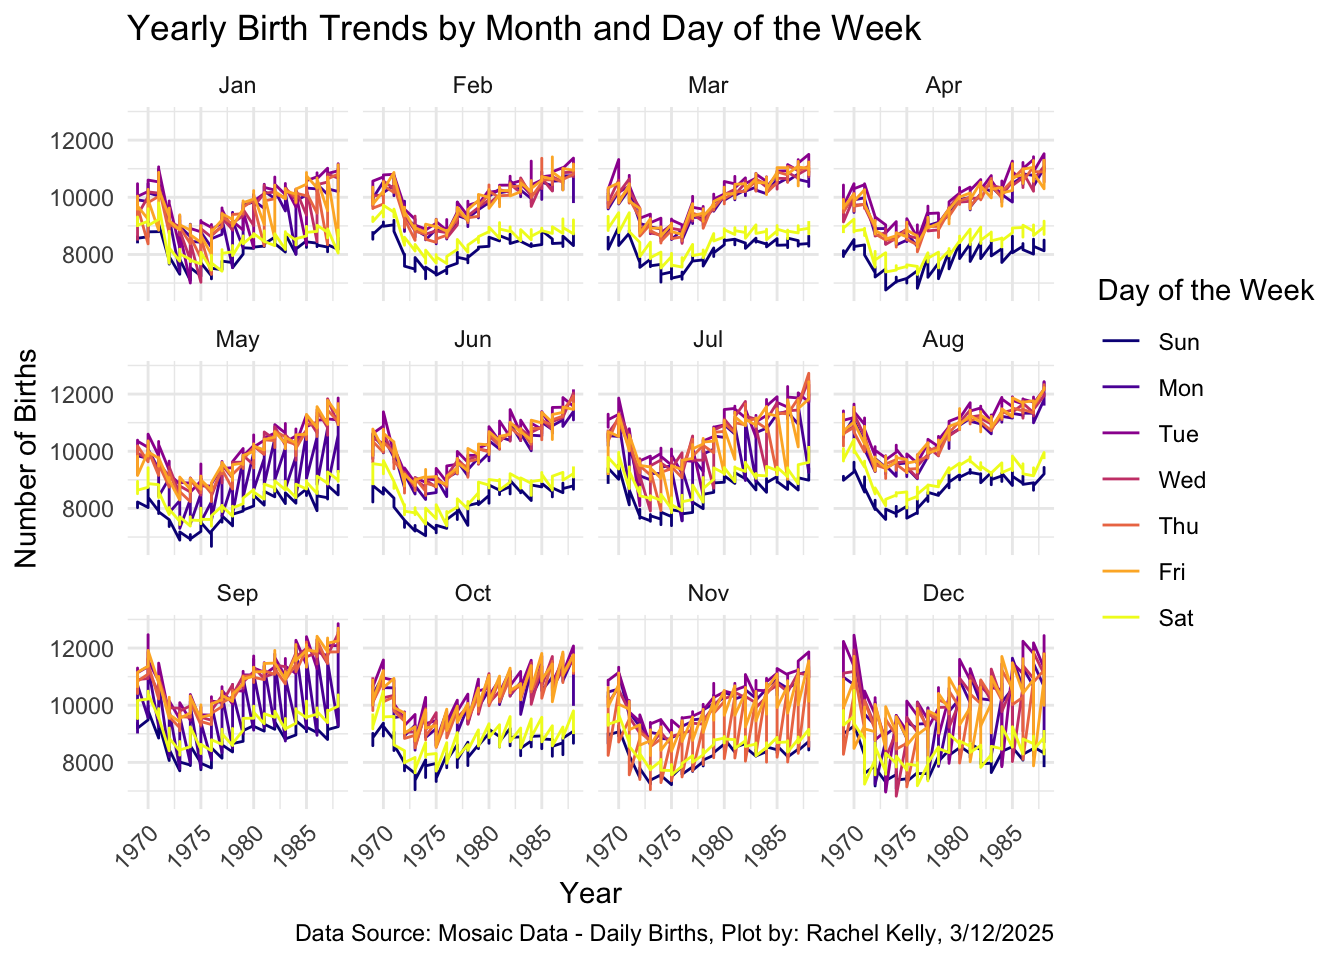 Yearly Birth Trends by Month and Day of the Week
Jan Feb Mar Apr
12000
10000
8000
May Jun Jul Aug
12000
10000
8000
Sep Oct Nov Dec
12000
10000
8000
1970 1975 1980 1985 1970 1975 1980 1985 1970 1975 1980 1985 1970 1975 1980 1985
Number of Births
Year
Day of the Week
Sun
Mon
Tue
Wed
Thu
Fri
Sat
Data Source: Mosaic Data - Daily Births, Plot by: Rachel Kelly, 3/12/2025